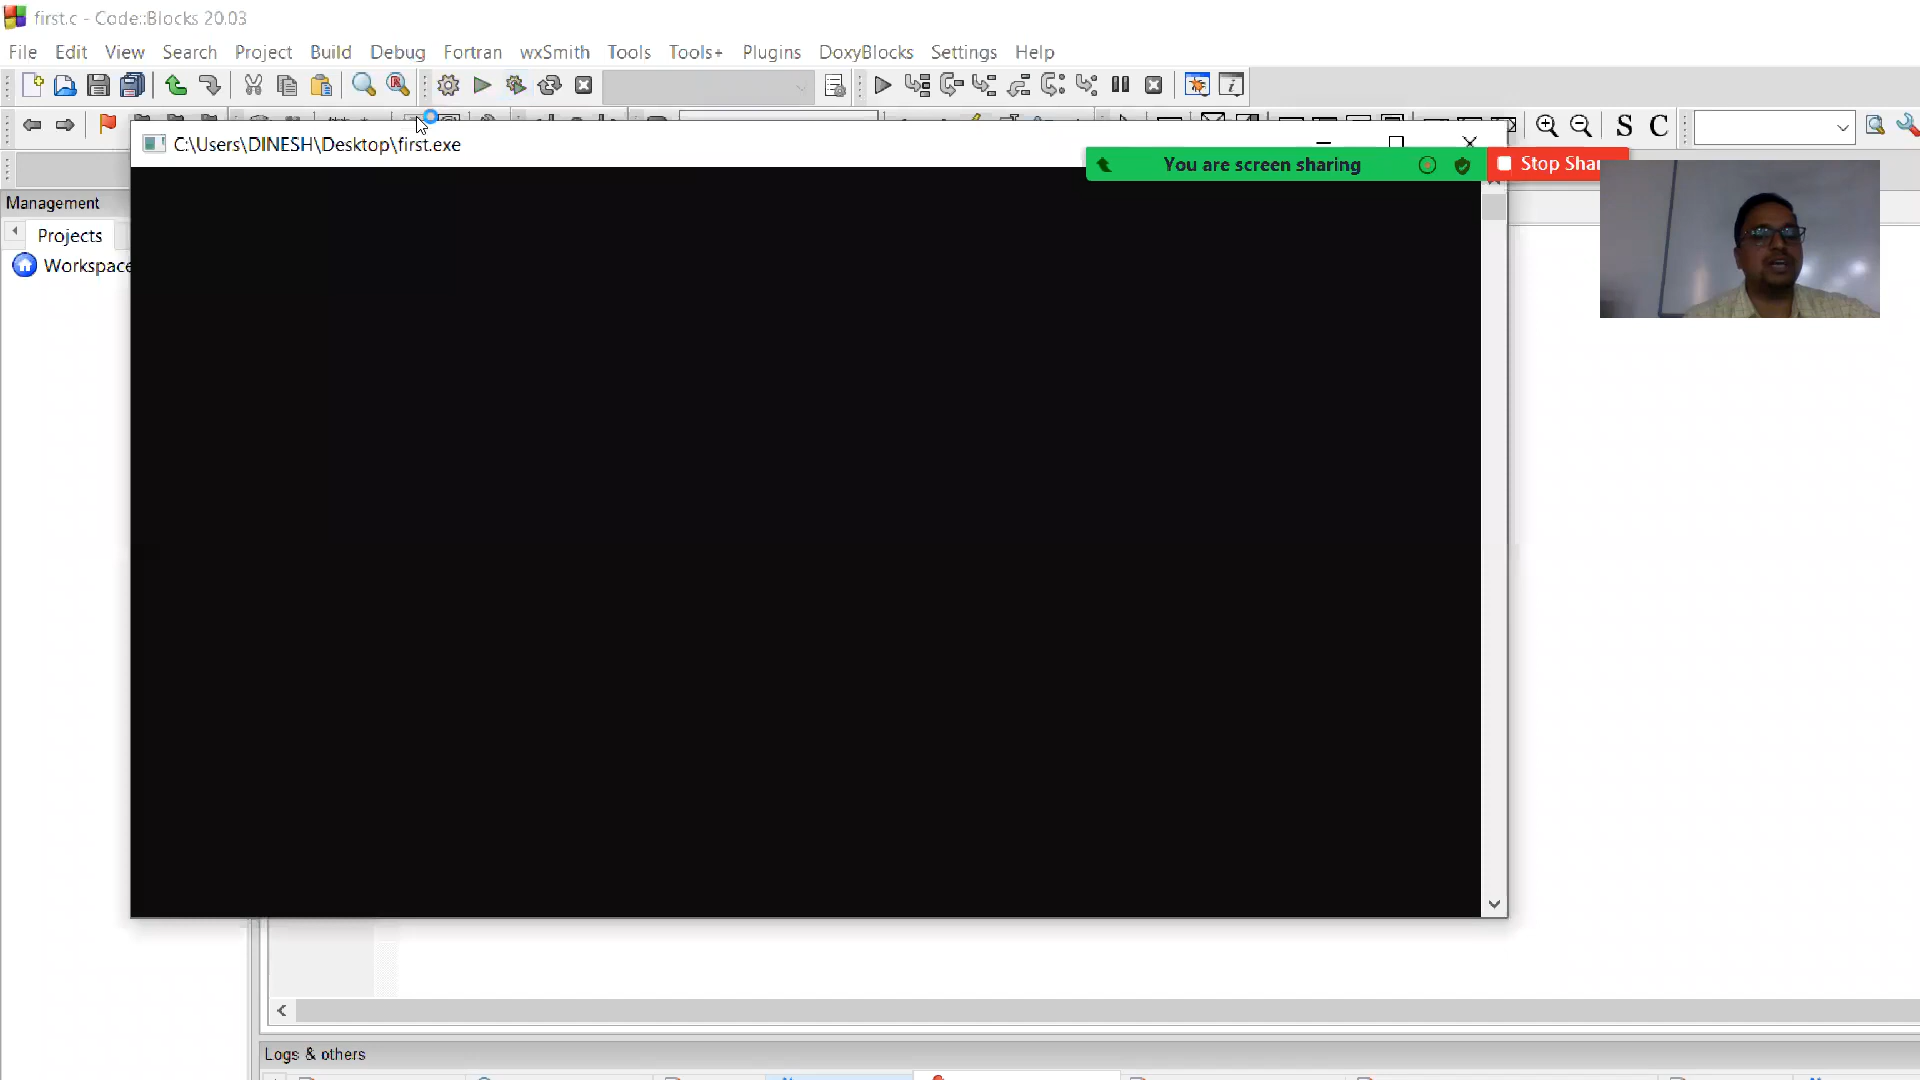 first.c - Code::Blocks 20.03
File Edit View Search Project Build Debug Fortran wxSmith Tools Tools+ Plugins DoxyBlocks Settings Help
S C
C:\Users\DINESH\Desktop\first.exe
You are screen sharing
Stop Shar
Management
Projects
Workspace
Logs & others